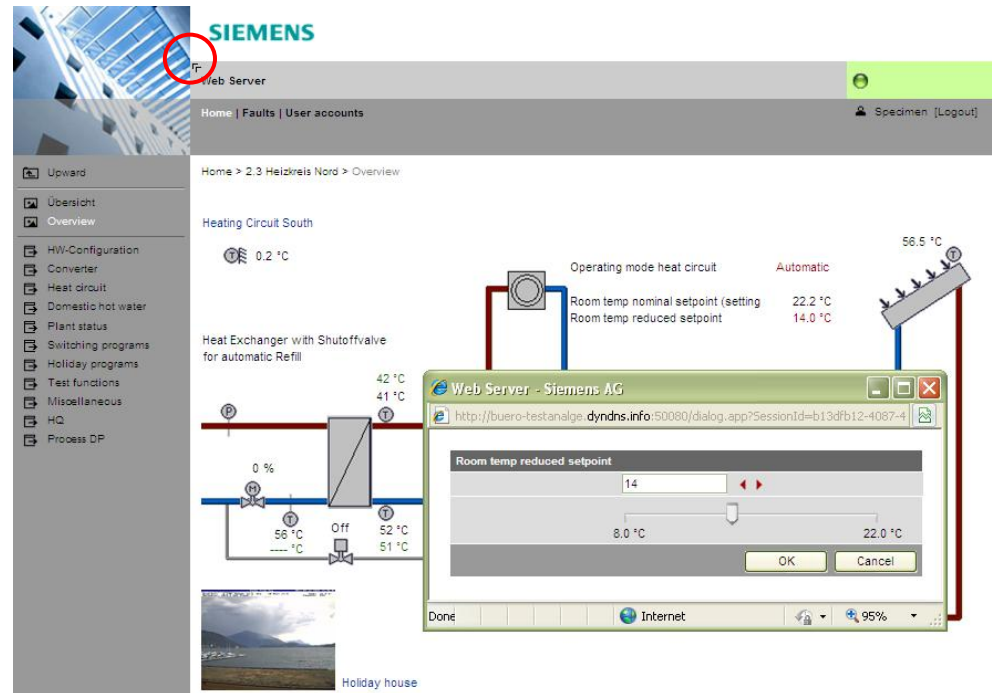 SIEMENS
Web Server
Home | Faults | User accounts
Specimen [Logout]
Upward
Übersicht
Overview
HW-Configuration
Converter
Heat circuit
Domestic hot water
Plant status
Switching programs
Holiday programs
Test functions
Miscellaneous
HQ
Process DP
Home > 2.3 Heizkreis Nord > Overview
Heating Circuit South
T 0.2 °C
56.5 °C
T
Operating mode heat circuit Automatic
Room temp nominal setpoint (setting 22.2 °C
Room temp reduced setpoint 14.0 °C
Heat Exchanger with Shutoffvalve
for automatic Refill
42 °C
41 °C
P
T
0 %
M
T
56 °C
---- °C
Off
T
52 °C
51 °C
Holiday house
Web Server - Siemens AG
http://buero-testanalge.dyndns.info:50080/dialog.app?SessionId=b13dfb12-4087-4
Room temp reduced setpoint
14
8.0 °C 22.0 °C
OK Cancel
Done Internet 95%